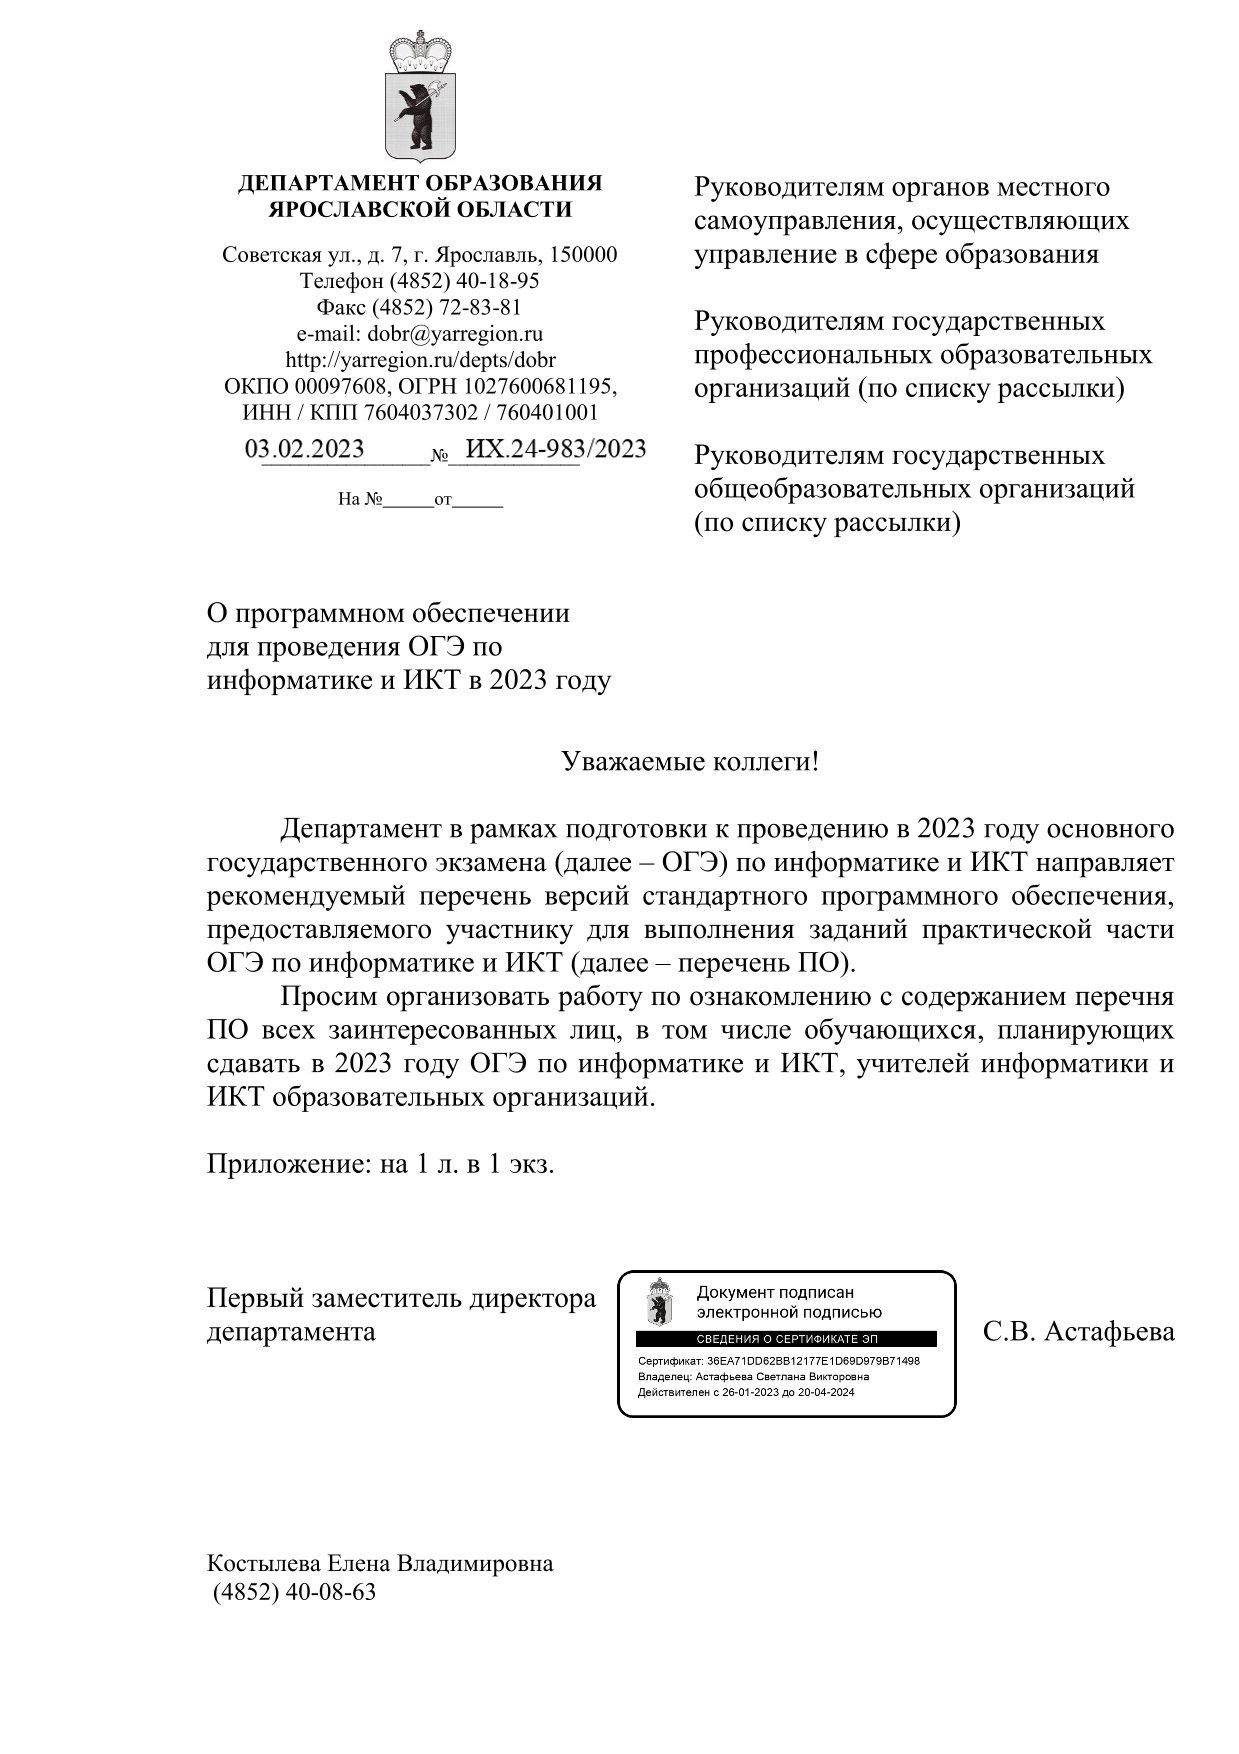 ДЕПАРТАМЕНТ ОБРАЗОВАНИЯ
ЯРОСЛАВСКОЙ ОБЛАСТИ
Советская ул., д. 7, г. Ярославль, 150000
Телефон (4852) 40-18-95
Факс (4852) 72-83-81
e-mail: dobr@yarregion.ru
http://yarregion.ru/depts/dobr
ОКПО 00097608, ОГРН 1027600681195,
ИНН / КПП 7604037302 / 760401001
03.02.2023 № ИХ.24-983/2023
На №______от______
Руководителям органов местного
самоуправления, осуществляющих
управление в сфере образования
Руководителям государственных
профессиональных образовательных
организаций (по списку рассылки)
Руководителям государственных
общеобразовательных организаций
(по списку рассылки)
О программном обеспечении
для проведения ОГЭ по
информатике и ИКТ в 2023 году
Уважаемые коллеги!
Департамент в рамках подготовки к проведению в 2023 году основного
государственного экзамена (далее – ОГЭ) по информатике и ИКТ направляет
рекомендуемый перечень версий стандартного программного обеспечения,
предоставляемого участнику для выполнения заданий практической части
ОГЭ по информатике и ИКТ (далее – перечень ПО).
Просим организовать работу по ознакомлению с содержанием перечня
ПО всех заинтересованных лиц, в том числе обучающихся, планирующих
сдавать в 2023 году ОГЭ по информатике и ИКТ, учителей информатики и
ИКТ образовательных организаций.
Приложение: на 1 л. в 1 экз.
Первый заместитель директора
департамента
Документ подписан
электронной подписью
СВЕДЕНИЯ О СЕРТИФИКАТЕ ЭП
Сертификат: 36EA71DD62BB12177E1D69D979B71498
Владелец: Астафьева Светлана Викторовна
Действителен с 26-01-2023 до 20-04-2024
С.В. Астафьева
Костылева Елена Владимировна
(4852) 40-08-63